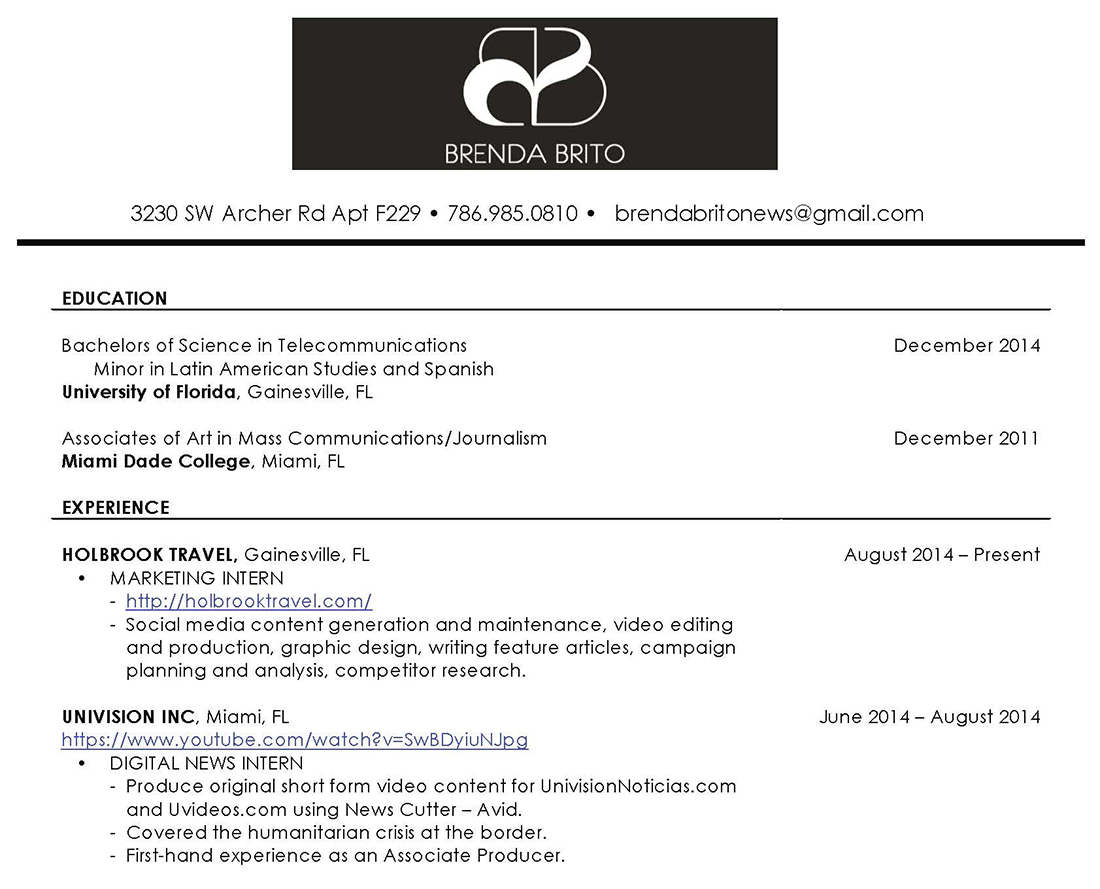 BRENDA BRITO
3230 SW Archer Rd Apt F229 • 786.985.0810 • brendabritonews@gmail.com
EDUCATION
Bachelors of Science in Telecommunications December 2014
Minor in Latin American Studies and Spanish
University of Florida, Gainesville, FL
Associates of Art in Mass Communications/Journalism December 2011
Miami Dade College, Miami, FL
EXPERIENCE
HOLBROOK TRAVEL, Gainesville, FL August 2014 – Present
• MARKETING INTERN
- http://holbrooktravel.com/
- Social media content generation and maintenance, video editing
and production, graphic design, writing feature articles, campaign
planning and analysis, competitor research.
UNIVISION INC, Miami, FL June 2014 – August 2014
https://www.youtube.com/watch?v=SwBDyiuNJpg
• DIGITAL NEWS INTERN
- Produce original short form video content for UnivisionNoticias.com
and Uvideos.com using News Cutter – Avid.
- Covered the humanitarian crisis at the border.
- First-hand experience as an Associate Producer.